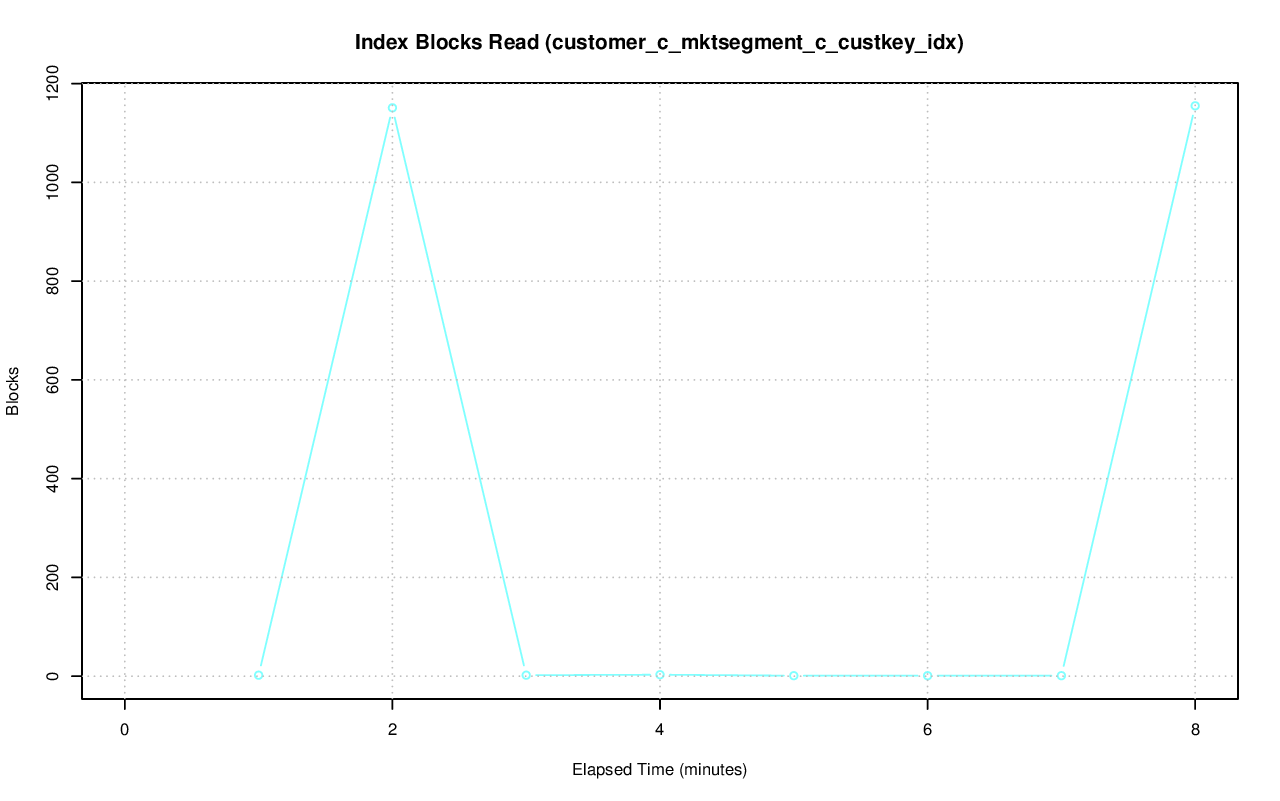 Index Blocks Read (customer_c_mktsegment_c_custkey_idx)
1200
1000
800
600
400
200
0
Blocks
0 2 4 6 8
Elapsed Time (minutes)